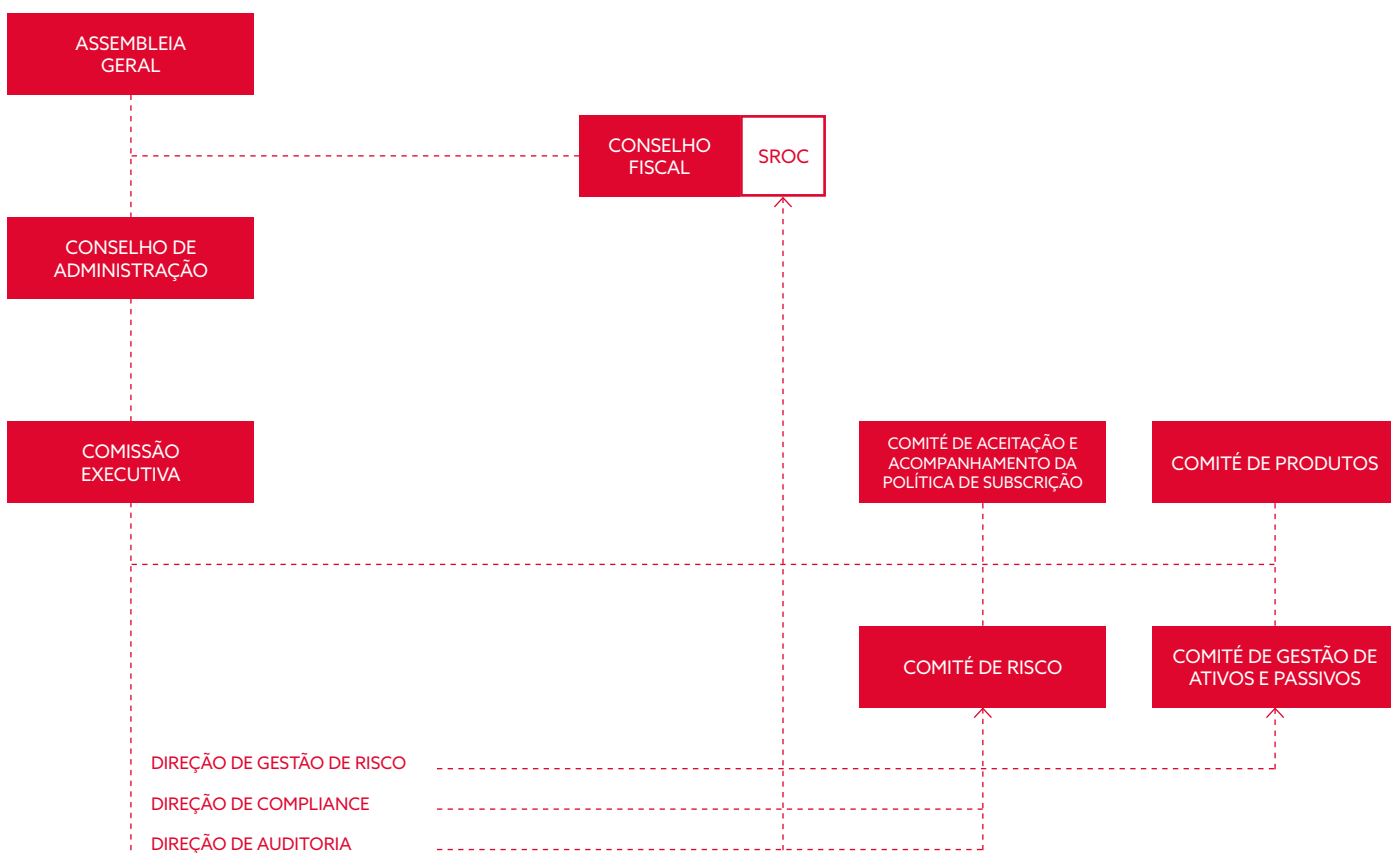 ASSEMBLEIA
GERAL
CONSELHO
FISCAL
SROC
CONSELHO DE
ADMINISTRAÇÃO
COMISSÃO
EXECUTIVA
COMITÉ DE ACEITAÇÃO E
ACOMPANHAMENTO DA
POLÍTICA DE SUBSCRIÇÃO
COMITÉ DE PRODUTOS
COMITÉ DE RISCO
COMITÉ DE GESTÃO DE
ATIVOS E PASSIVOS
DIREÇÃO DE GESTÃO DE RISCO
DIREÇÃO DE COMPLIANCE
DIREÇÃO DE AUDITORIA